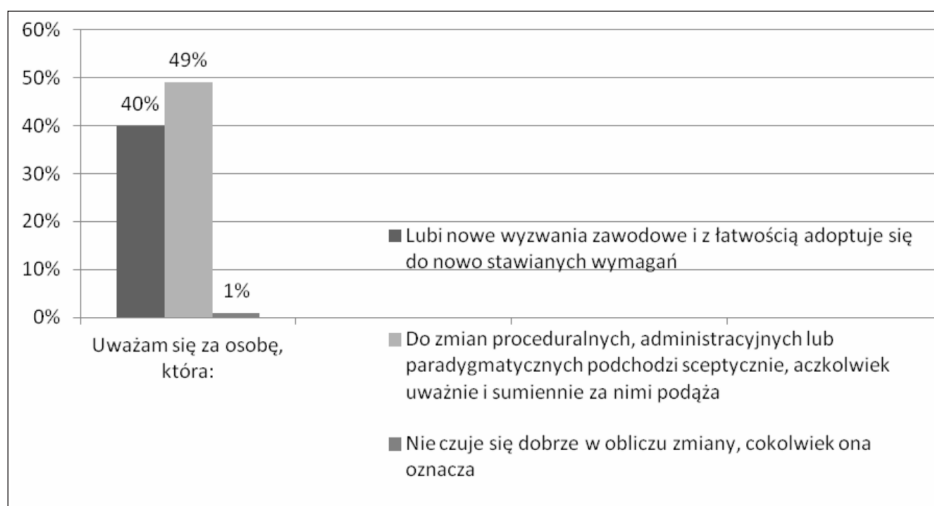 60%
50%
40%
30%
20%
10%
0%
40%
49%
1%
Uważam się za osobę,
która:
Lubi nowe wyzwania zawodowe i z łatwością adoptuje się
do nowo stawianych wymagań
Do zmian proceduralnych, administracyjnych lub
paradygmatycznych podchodzi sceptycznie, aczkolwiek
uważnie i sumiennie za nimi podąża
Nie czuje się dobrze w obliczu zmiany, cokolwiek ona
oznacza